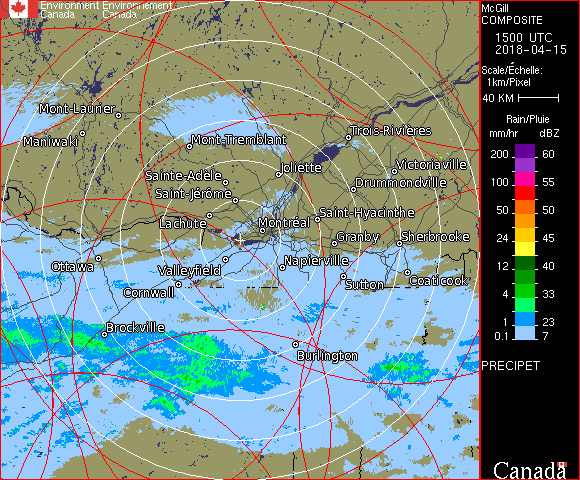 Environment Environnement
Canada Canada
McGill
COMPOSITE
1500 UTC
2018-04-15
Scale/Échelle:
1km/Pixel
40 KM
Rain/Pluie
mm/hr dBZ
200 60
100 55
50 50
24 45
12 40
4 33
1 23
0.1 7
PRECIPET
Canada
Mont-Laurier
Maniwaki
Mont-Tremblant
Trois-Rivières
Sainte-Adèle
Joliette
Victoriaville
Saint-Jérôme
Drummondville
Lachute
Montréal
Saint-Hyacinthe
Granby
Sherbrooke
Ottawa
Valleyfield
Napierville
Cornwall
Sutton
Coaticook
Brockville
Burlington